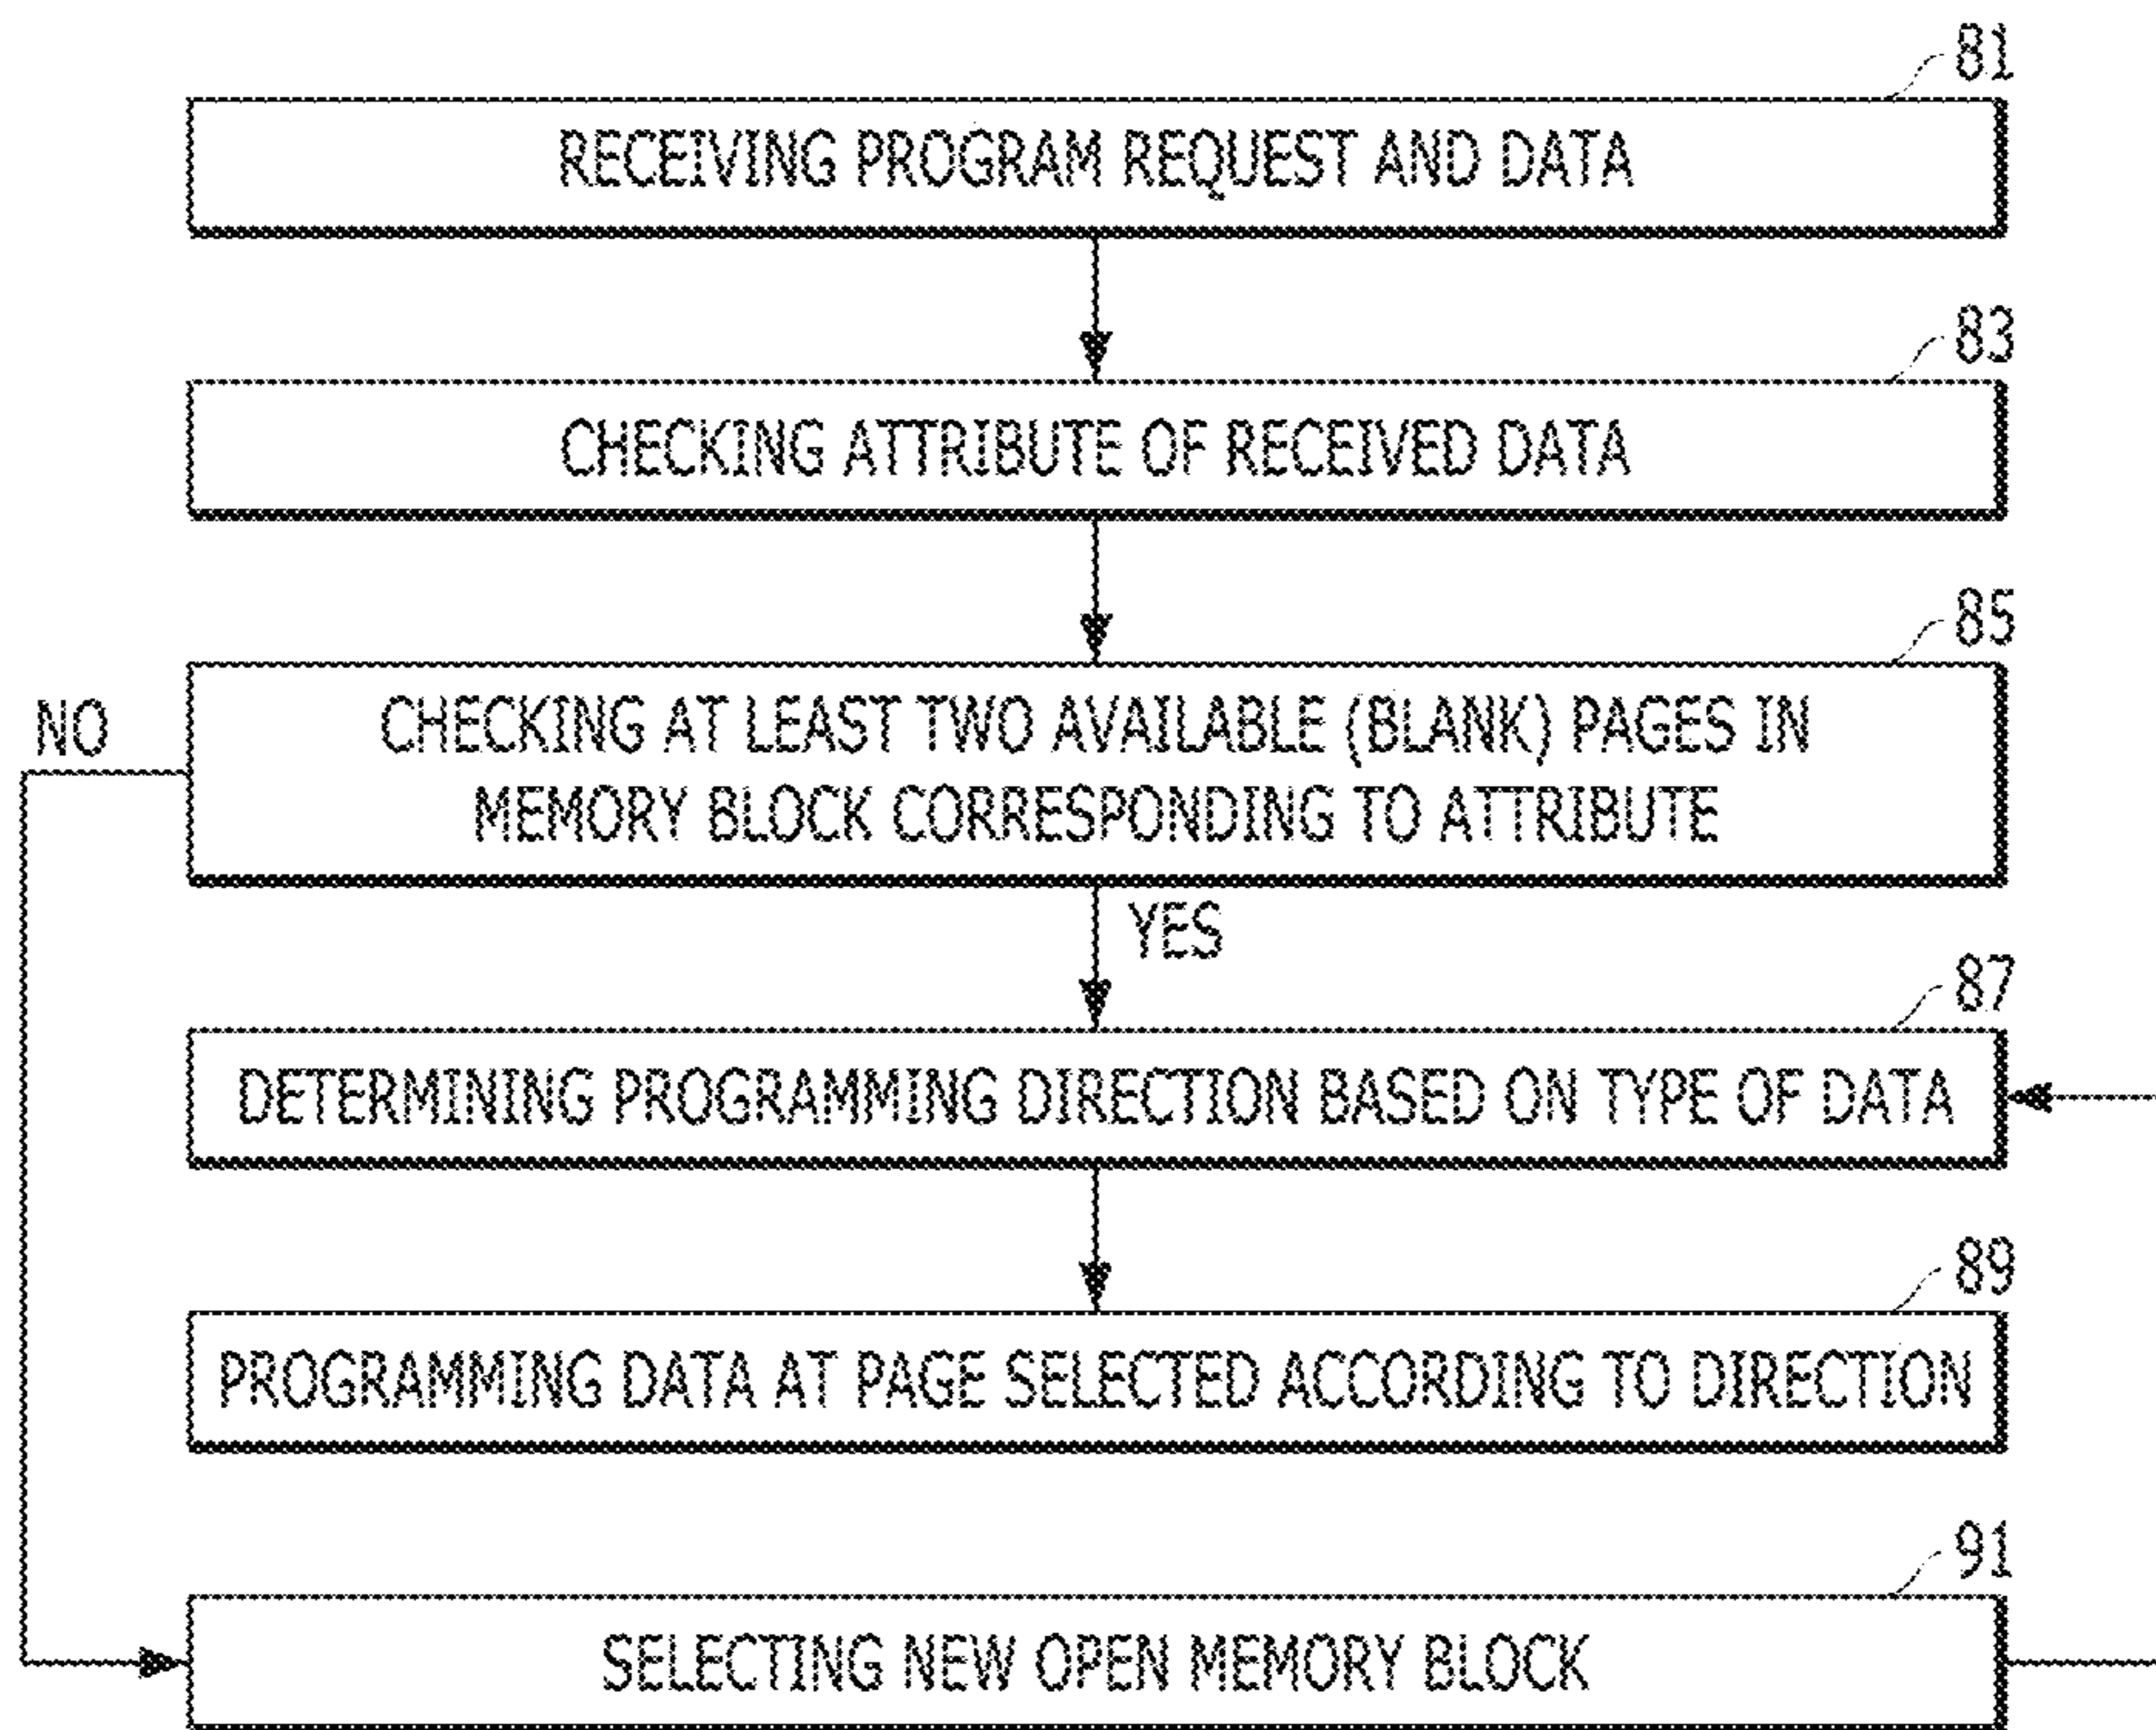 81
RECEIVING PROGRAM REQUEST AND DATA
83
CHECKING ATTRIBUTE OF RECEIVED DATA
85
NO
CHECKING AT LEAST TWO AVAILABLE (BLANK) PAGES IN
MEMORY BLOCK CORRESPONDING TO ATTRIBUTE
YES
87
DETERMINING PROGRAMMING DIRECTION BASED ON TYPE OF DATA
89
PROGRAMMING DATA AT PAGE SELECTED ACCORDING TO DIRECTION
91
SELECTING NEW OPEN MEMORY BLOCK